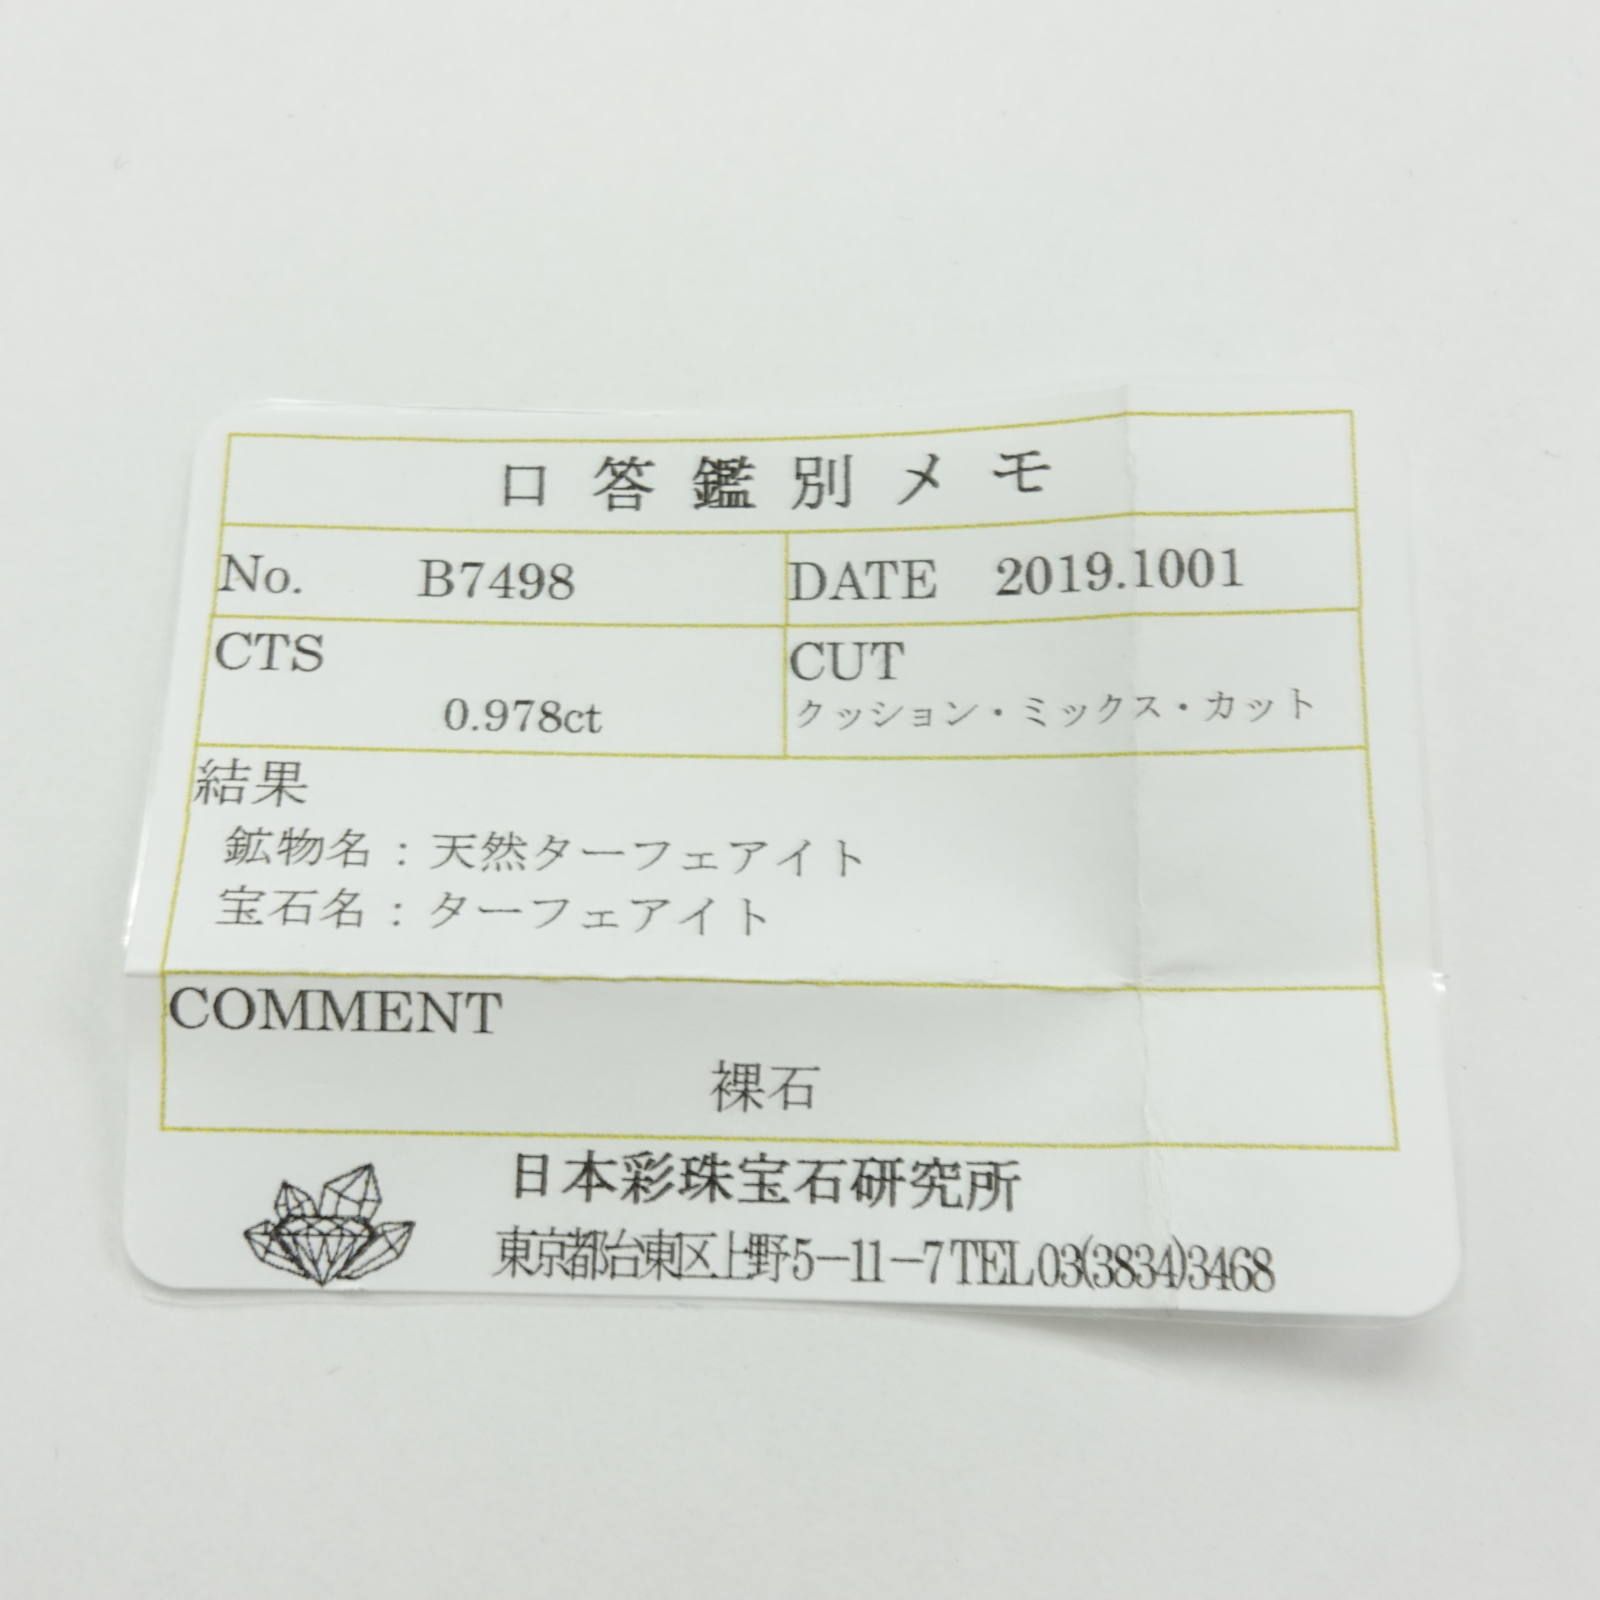 口答鑑別メモ
No. B7498 DATE 2019.1001
CTS CUT
0.978ct クッション・ミックス・カット
結果
鉱物名：天然ターフェアイト
宝石名：ターフェアイト
COMMENT
裸石
日本彩珠宝石研究所
東京都台東区上野5-11-7 TEL 03(3834)3468